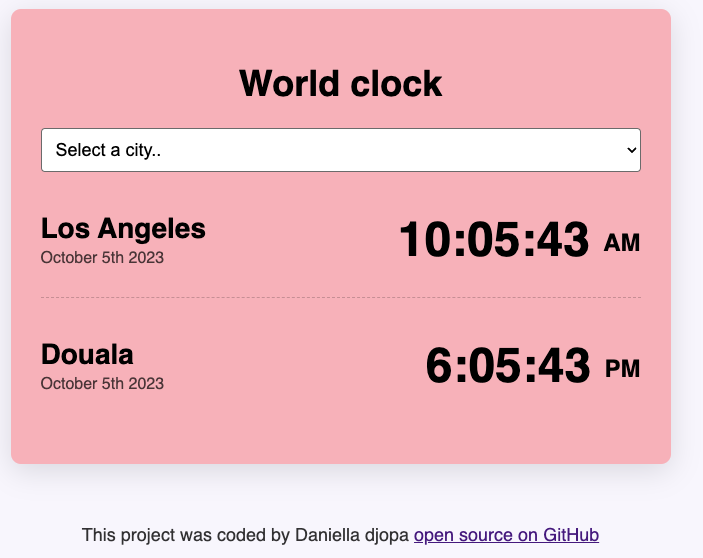 World clock
Select a city..
Los Angeles
October 5th 2023
10:05:43 AM
Douala
October 5th 2023
6:05:43 PM
This project was coded by Daniella djopa open source on GitHub